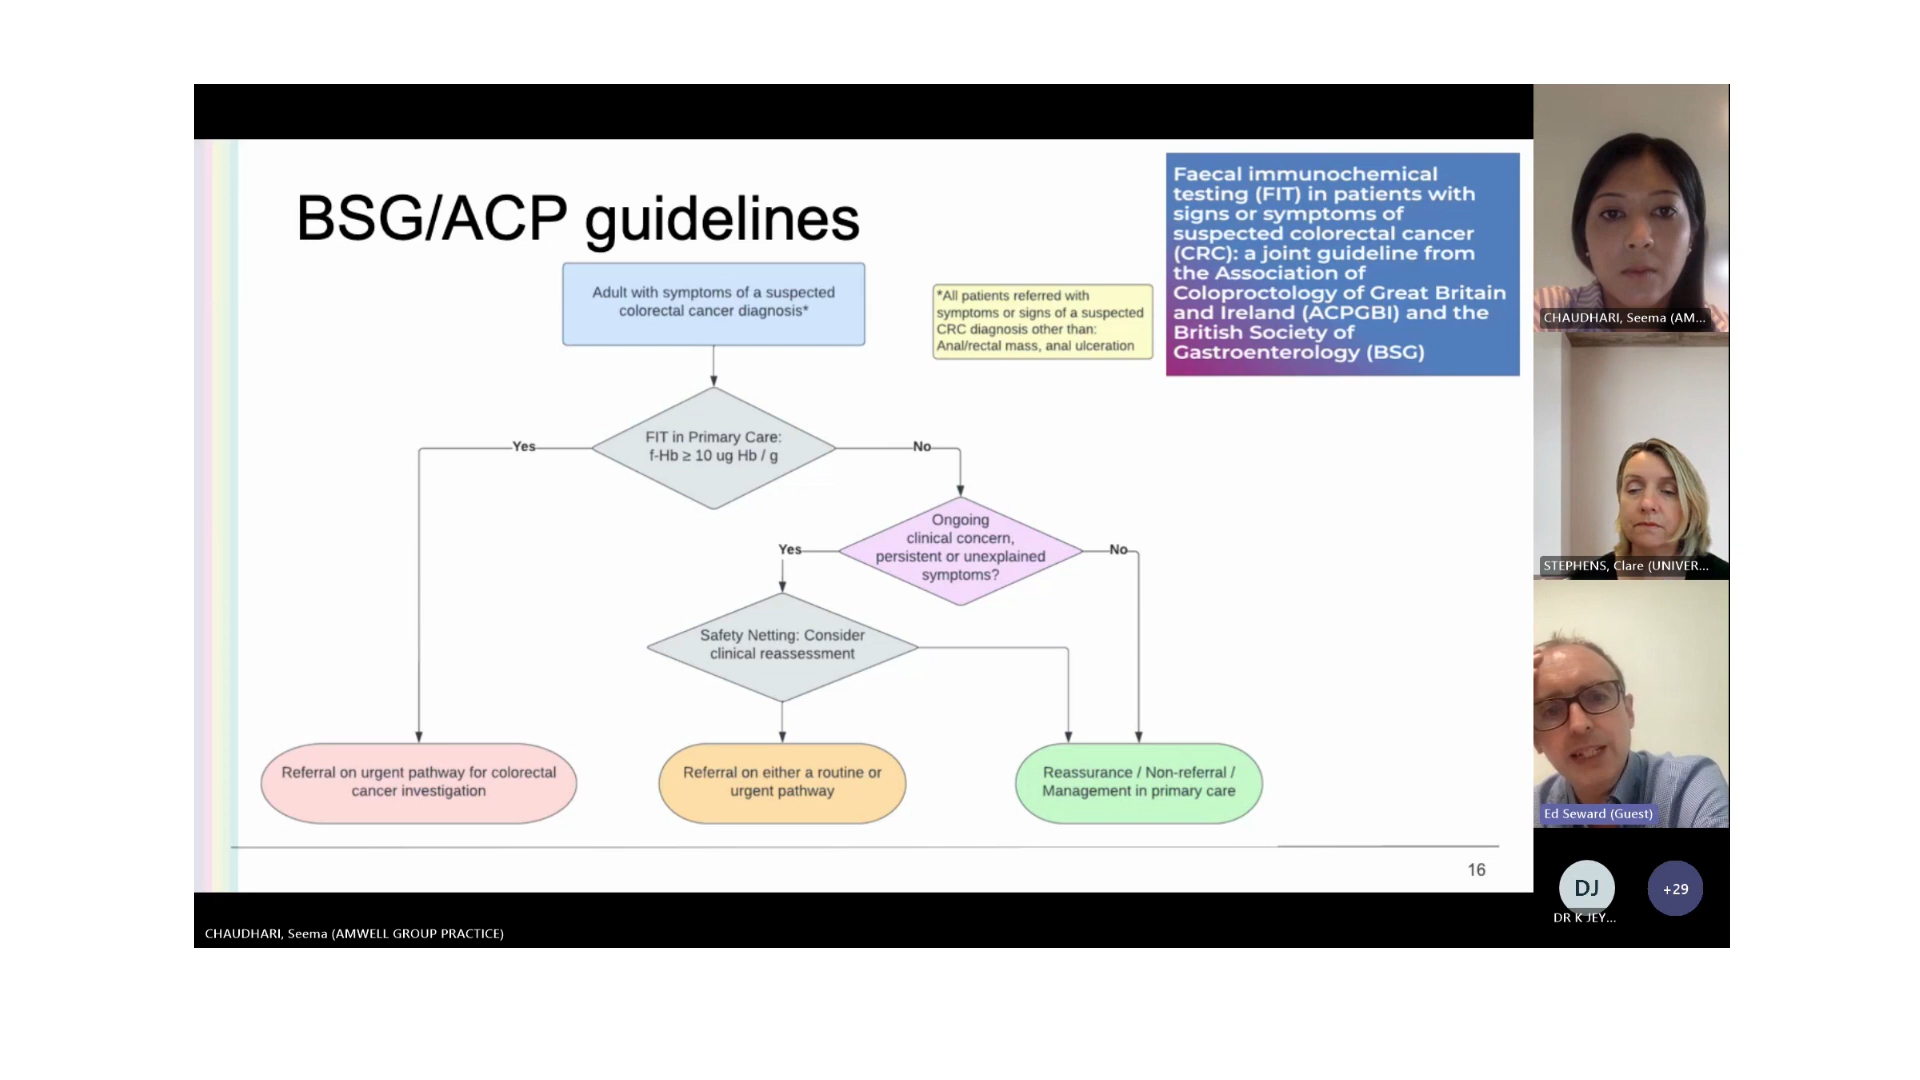 BSG/ACP guidelines
Faecal immunochemical
testing (FIT) in patients with
signs or symptoms of
suspected colorectal cancer
(CRC): a joint guideline from
the Association of
Coloproctology of Great Britain
and Ireland (ACPGBI) and the
British Society of
Gastroenterology (BSG)
Adult with symptoms of a suspected
colorectal cancer diagnosis*
*All patients referred with
symptoms or signs of a suspected
CRC diagnosis other than:
Anal/rectal mass, anal ulceration
FIT in Primary Care:
f-Hb ≥ 10 ug Hb / g
Yes
No
Ongoing
clinical concern,
persistent or unexplained
symptoms?
Yes
No
Safety Netting: Consider
clinical reassessment
Referral on urgent pathway for colorectal
cancer investigation
Referral on either a routine or
urgent pathway
Reassurance / Non-referral /
Management in primary care
16
CHAUDHARI, Seema (AM...
STEPHENS, Clare (UNIVER...
Ed Seward (Guest)
DJ
+29
DR K JEY...
CHAUDHARI, Seema (AMWELL GROUP PRACTICE)